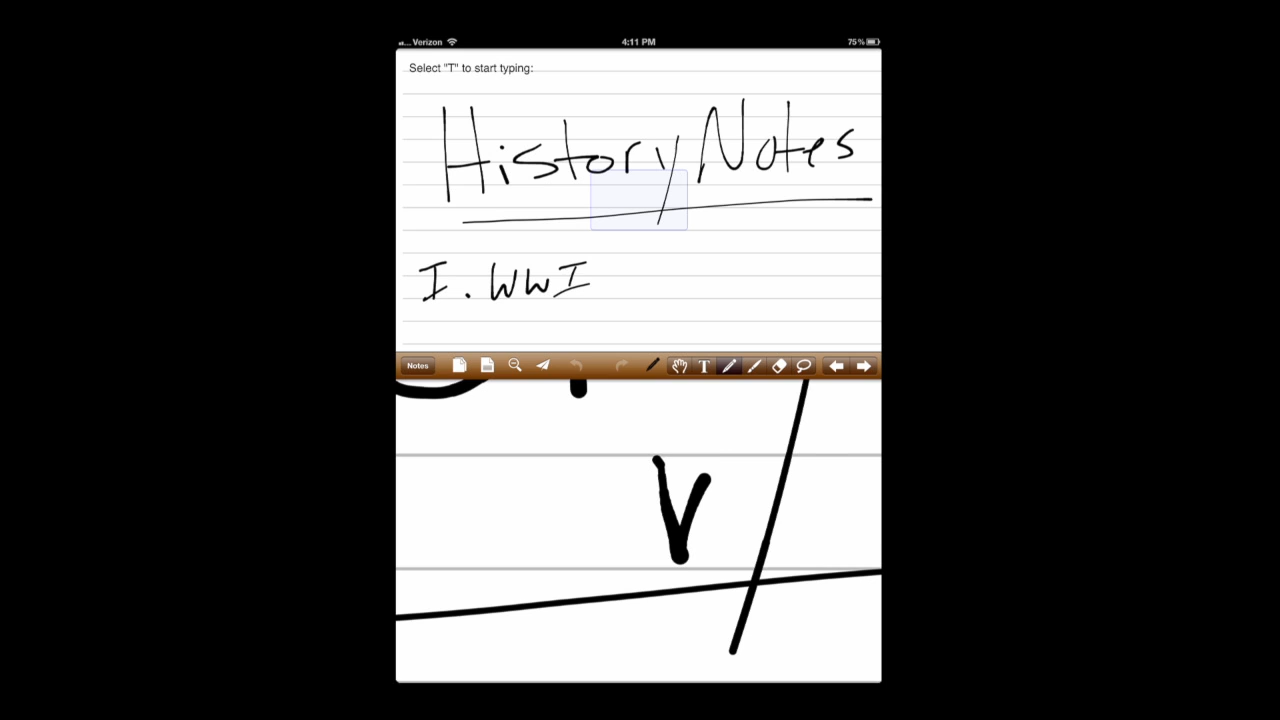 Verizon 4:11 PM 75%
Select "T" to start typing:
History Notes
I. WWI
Notes T
V